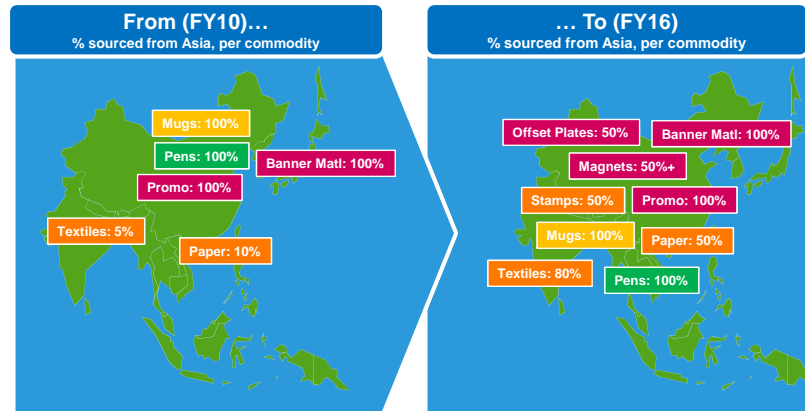 From (FY10)...
% sourced from Asia, per commodity
Mugs: 100%
Pens: 100%
Banner Matl: 100%
Promo: 100%
Textiles: 5%
Paper: 10%
... To (FY16)
% sourced from Asia, per commodity
Offset Plates: 50%
Banner Matl: 100%
Magnets: 50%+
Stamps: 50%
Promo: 100%
Mugs: 100%
Paper: 50%
Textiles: 80%
Pens: 100%